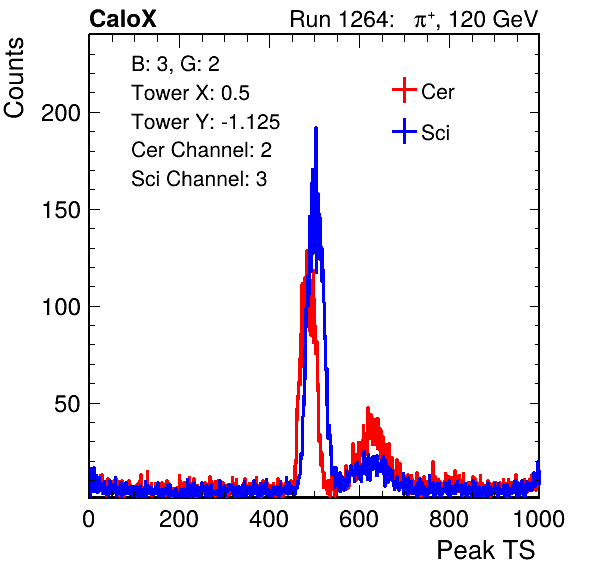 CaloX Run 1264: π⁺, 120 GeV
Counts
B: 3, G: 2
Tower X: 0.5
Tower Y: -1.125
Cer Channel: 2
Sci Channel: 3
Cer
Sci
200
150
100
50
0 200 400 600 800 1000
Peak TS